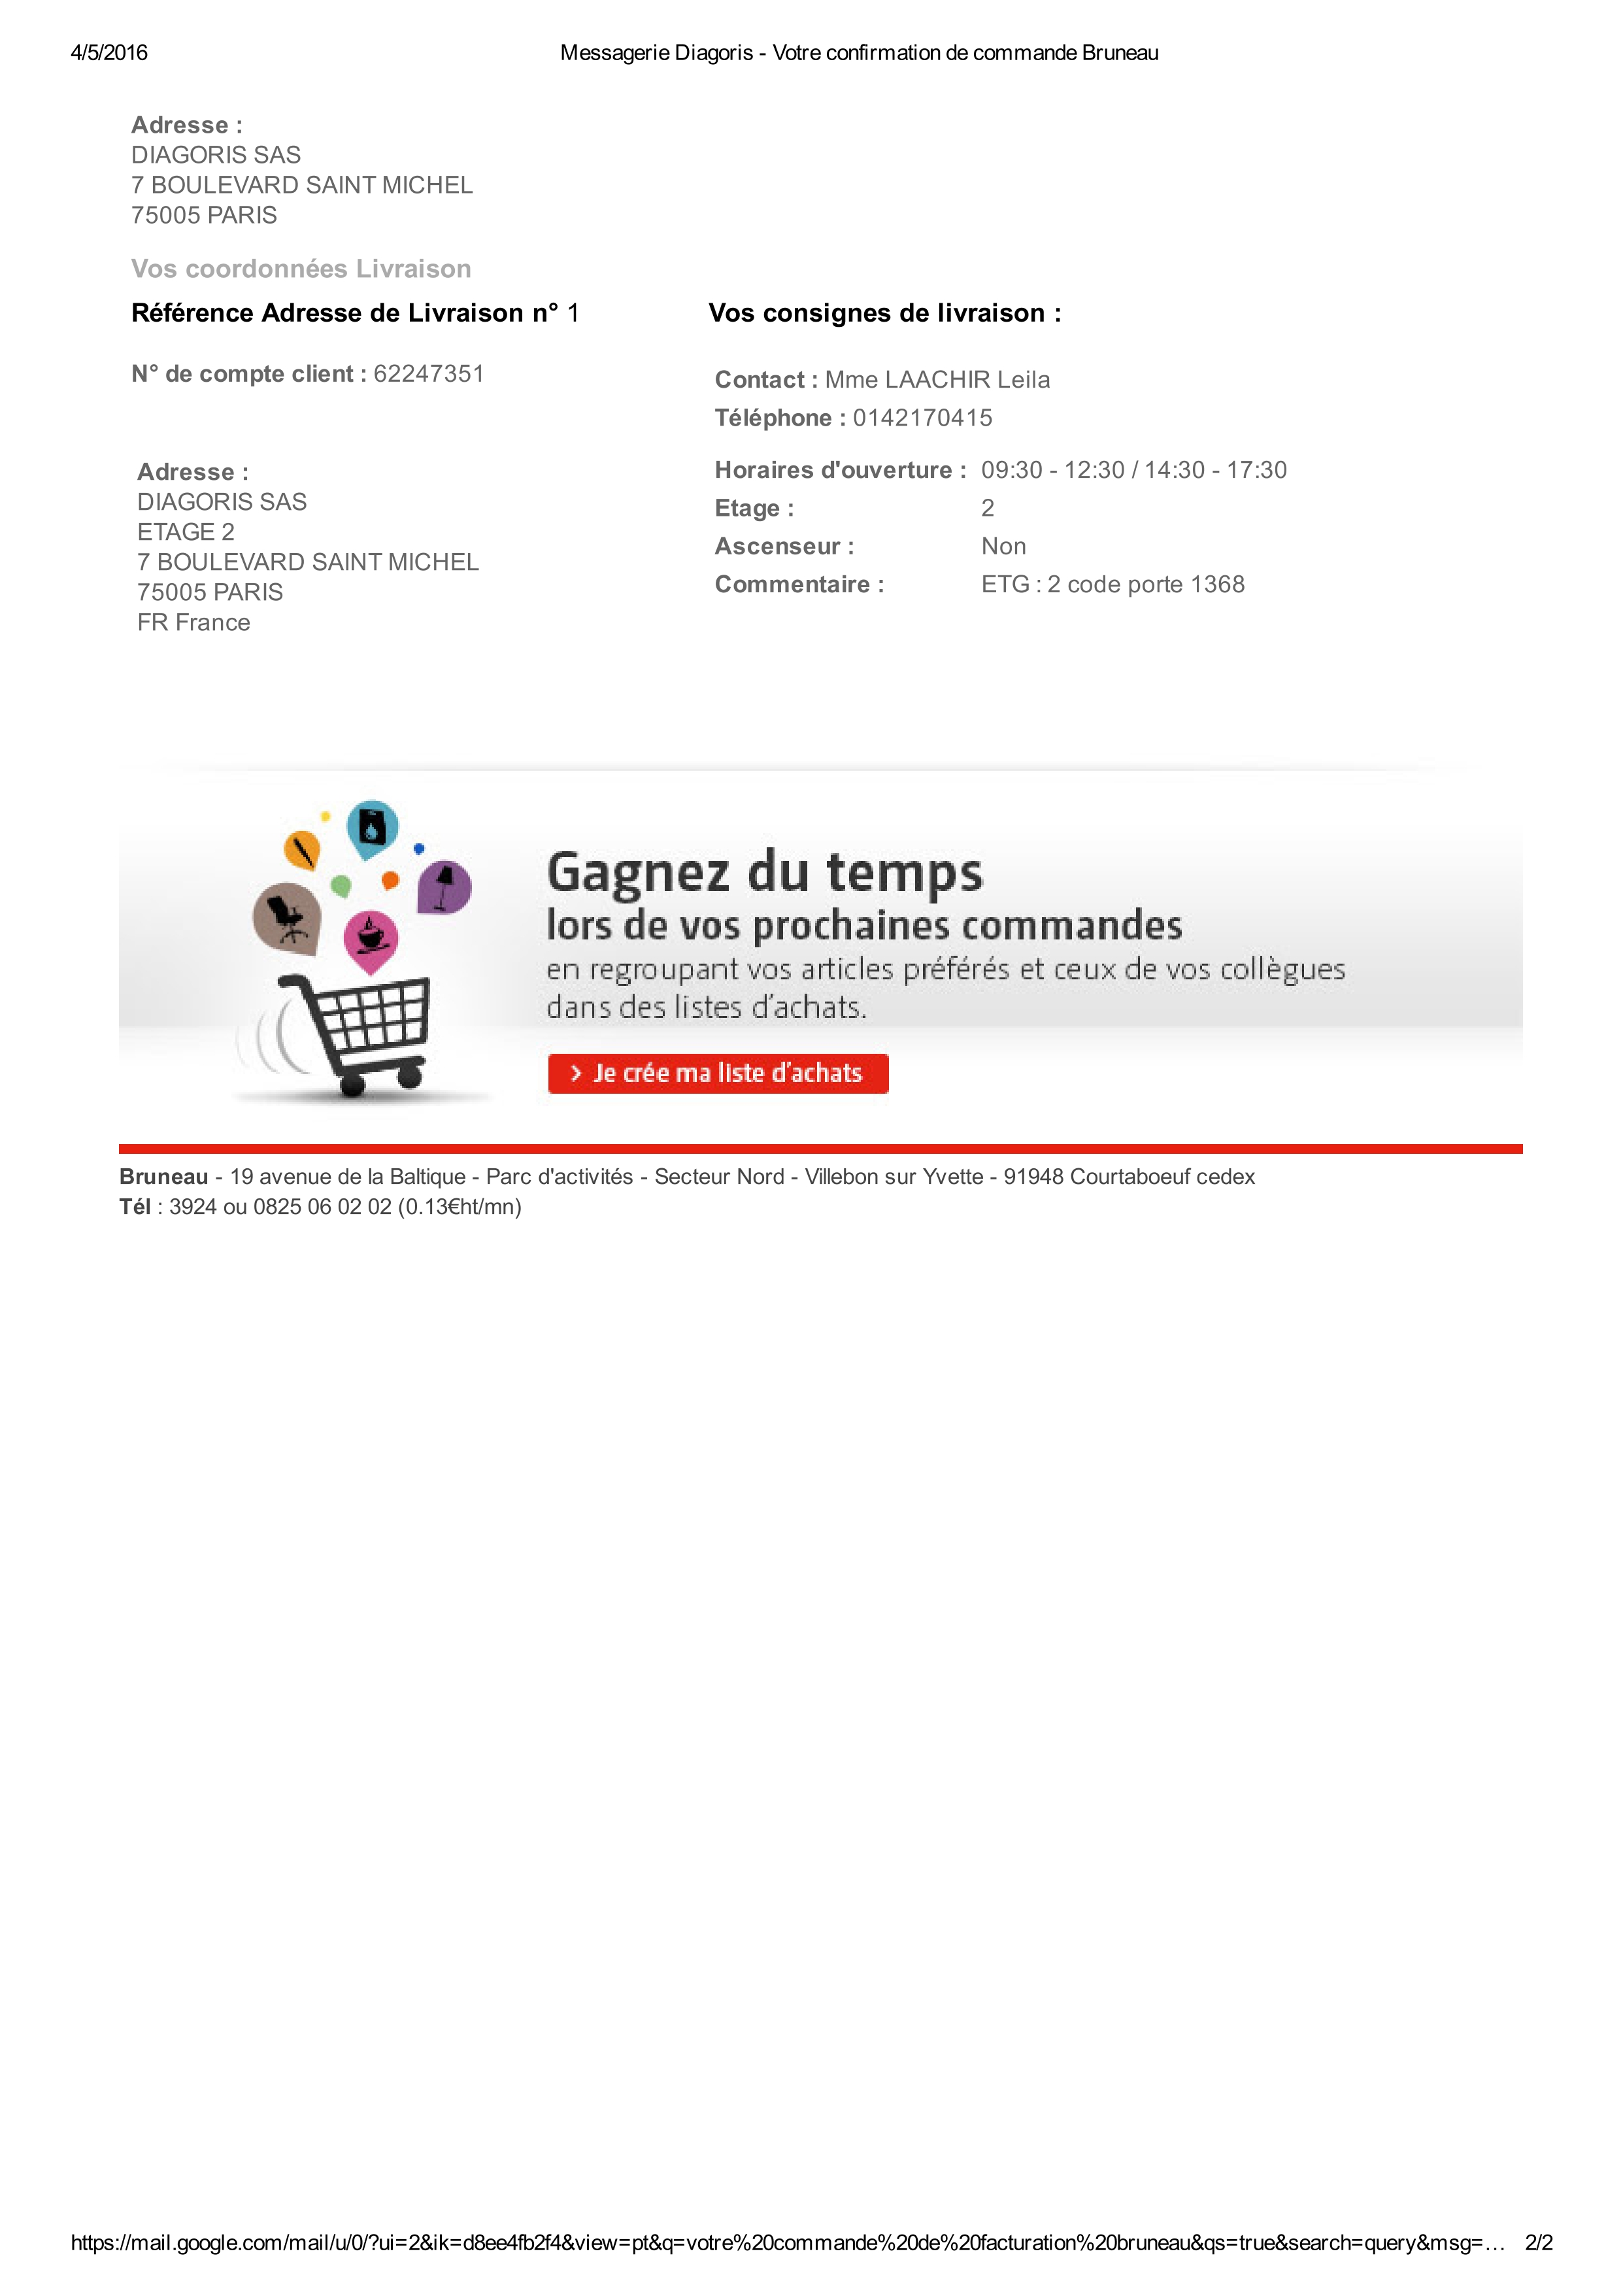 4/5/2016
Messagerie Diagoris - Votre confirmation de commande Bruneau
Adresse :
DIAGORIS SAS
7 BOULEVARD SAINT MICHEL
75005 PARIS
Vos coordonnées Livraison
Référence Adresse de Livraison n° 1
N° de compte client : 62247351
Adresse :
DIAGORIS SAS
ETAGE 2
7 BOULEVARD SAINT MICHEL
75005 PARIS
FR France
Vos consignes de livraison :
Contact : Mme LAACHIR Leila
Téléphone : 0142170415
Horaires d'ouverture : 09:30 - 12:30 / 14:30 - 17:30
Etage : 2
Ascenseur : Non
Commentaire : ETG : 2 code porte 1368
Gagnez du temps
lors de vos prochaines commandes
en regroupant vos articles préférés et ceux de vos collègues
dans des listes d'achats.
> Je crée ma liste d'achats
Bruneau - 19 avenue de la Baltique - Parc d'activités - Secteur Nord - Villebon sur Yvette - 91948 Courtaboeuf cedex
Tél : 3924 ou 0825 06 02 02 (0.13€ht/mn)
https://mail.google.com/mail/u/0/?ui=2&ik=d8ee4fb2f4&view=pt&q=votre%20commande%20de%20facturation%20bruneau&qs=true&search=query&msg=… 2/2